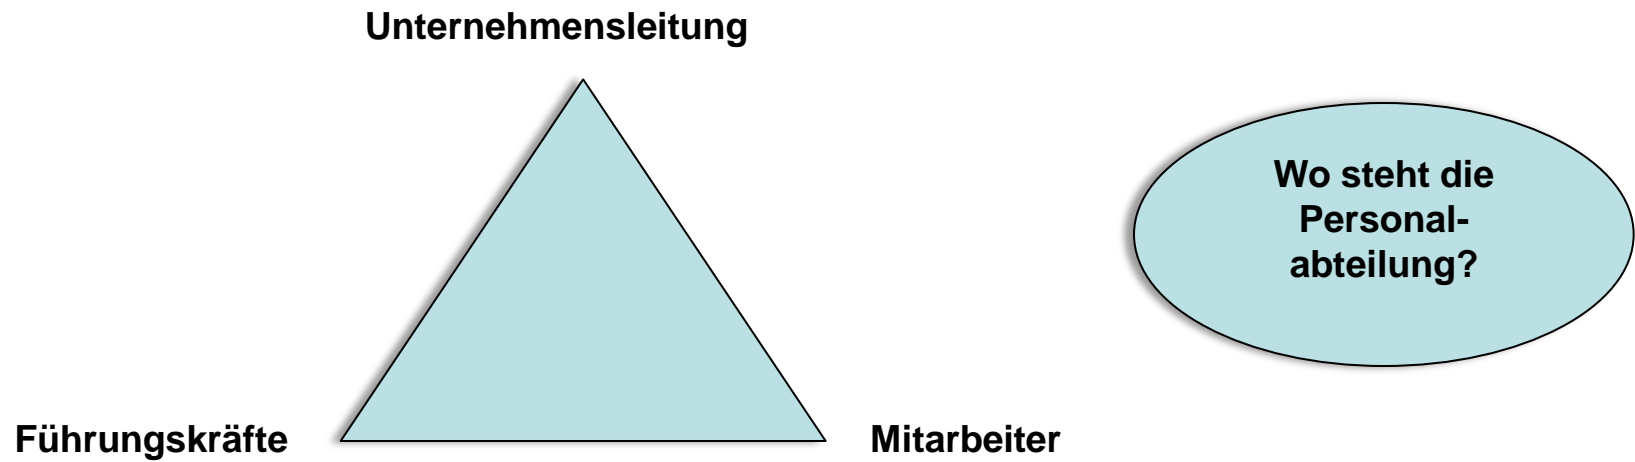 Unternehmensleitung
Wo steht die
Personal-
abteilung?
Führungskräfte
Mitarbeiter